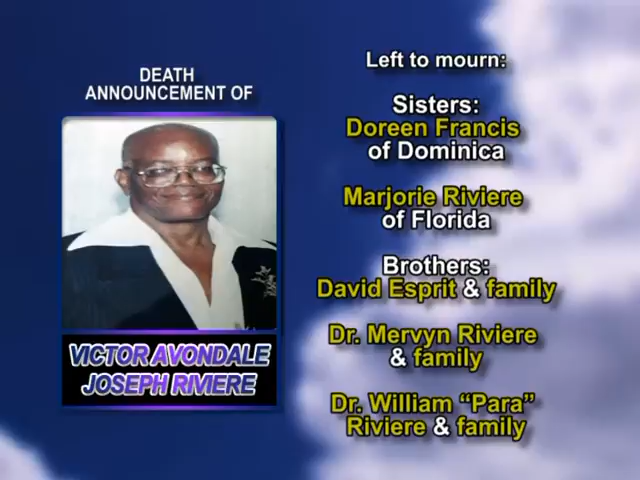 DEATH
ANNOUNCEMENT OF
VICTOR AVONDALE
JOSEPH RIVIERE
Left to mourn:
Sisters:
Doreen Francis
of Dominica
Marjorie Riviere
of Florida
Brothers:
David Esprit & family
Dr. Mervyn Riviere
& family
Dr. William “Para”
Riviere & family